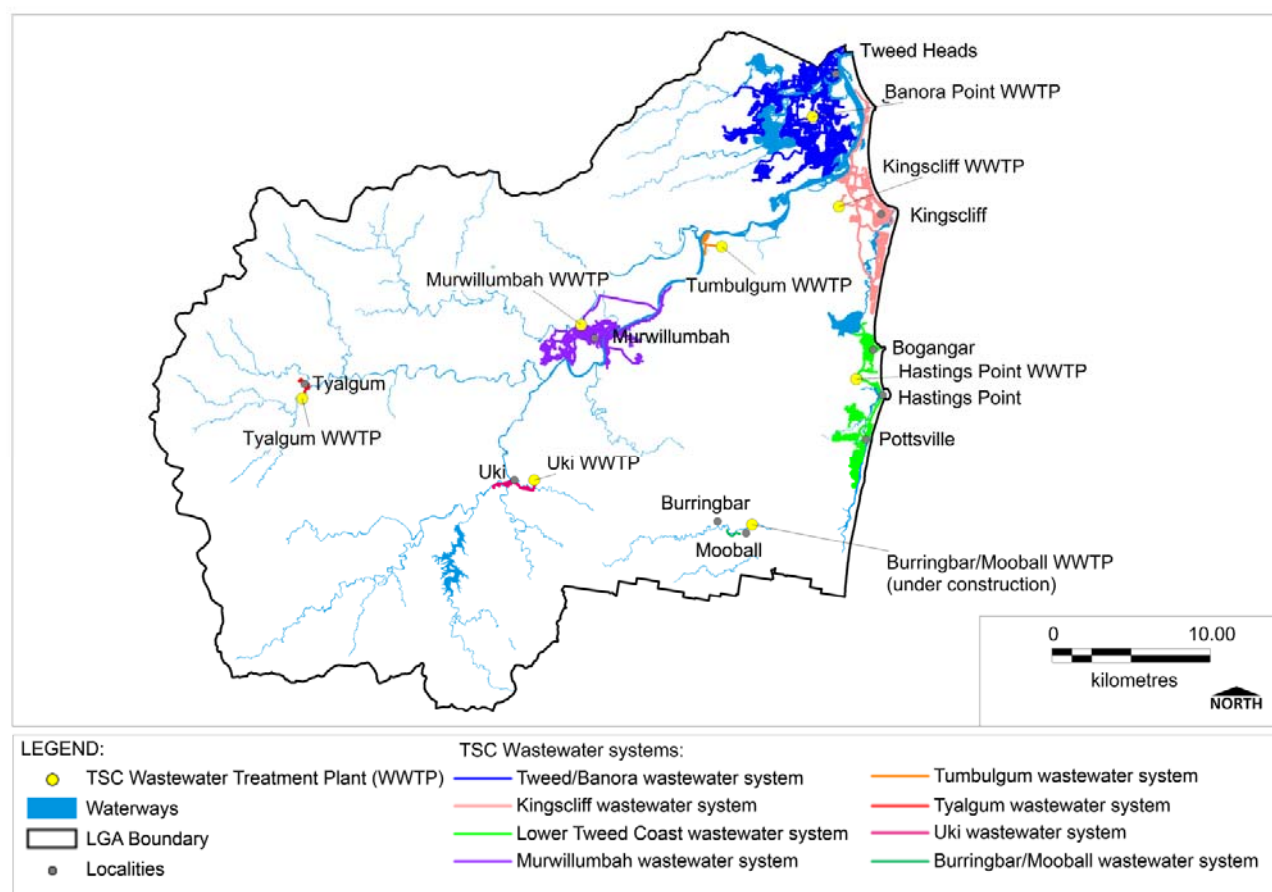 Tweed Heads
Banora Point WWTP
Kingscliff WWTP
Kingscliff
Tumbulgum WWTP
Murwillumbah WWTP
Murwillumbah
Bogangar
Hastings Point WWTP
Hastings Point
Tyalgum
Tyalgum WWTP
Pottsville
Uki
Uki WWTP
Burringbar
Mooball
Burringbar/Mooball WWTP
(under construction)
0 10.00
kilometres
NORTH
LEGEND:
TSC Wastewater Treatment Plant (WWTP)
Waterways
LGA Boundary
Localities
TSC Wastewater systems:
Tweed/Banora wastewater system
Kingscliff wastewater system
Lower Tweed Coast wastewater system
Murwillumbah wastewater system
Tumbulgum wastewater system
Tyalgum wastewater system
Uki wastewater system
Burringbar/Mooball wastewater system